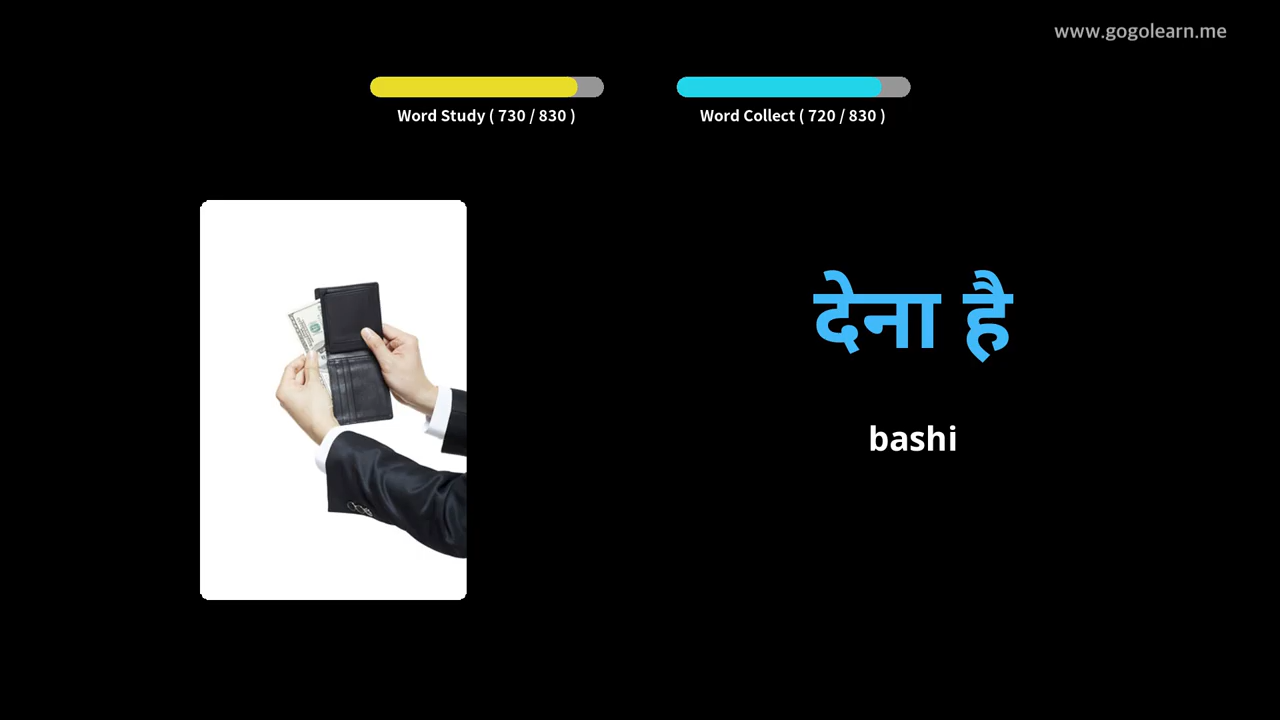 www.gogolearn.me
Word Study ( 730 / 830 )
Word Collect ( 720 / 830 )
देना है
bashi